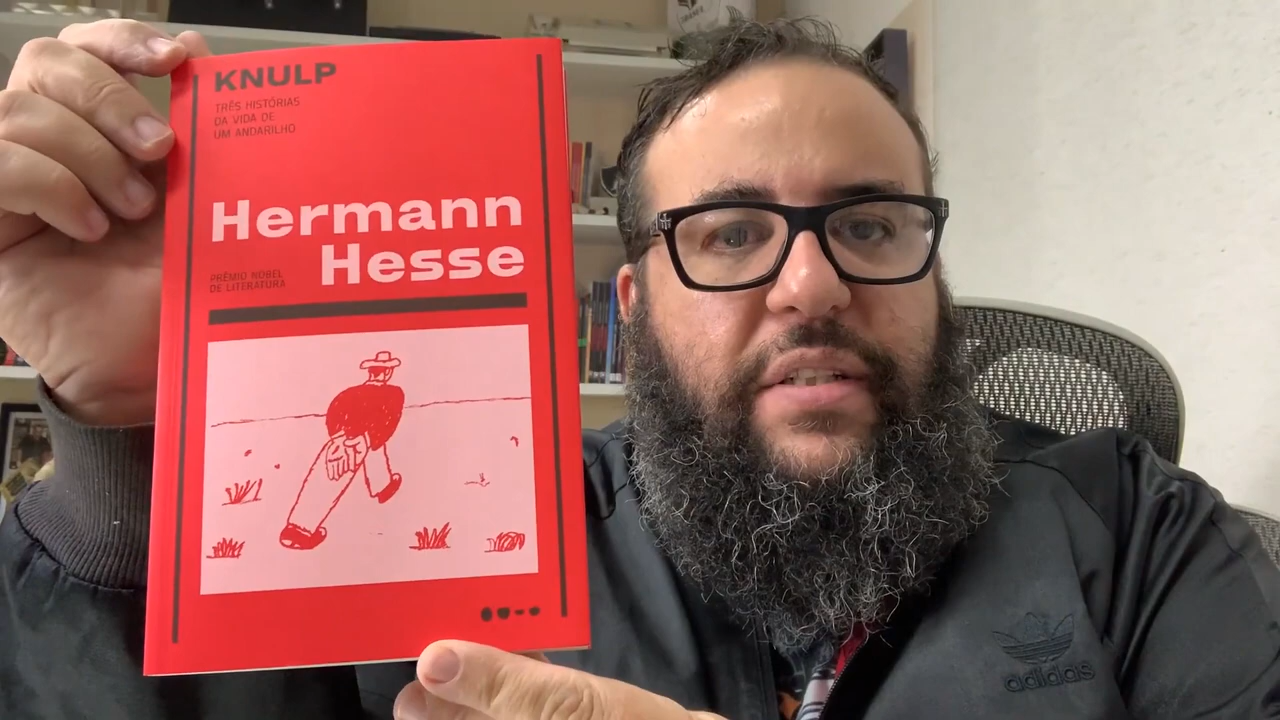 KNULP
TRÊS HISTÓRIAS
DA VIDA DE
UM ANDARILHO
Hermann
Hesse
PRÊMIO NOBEL
DE LITERATURA
adidas